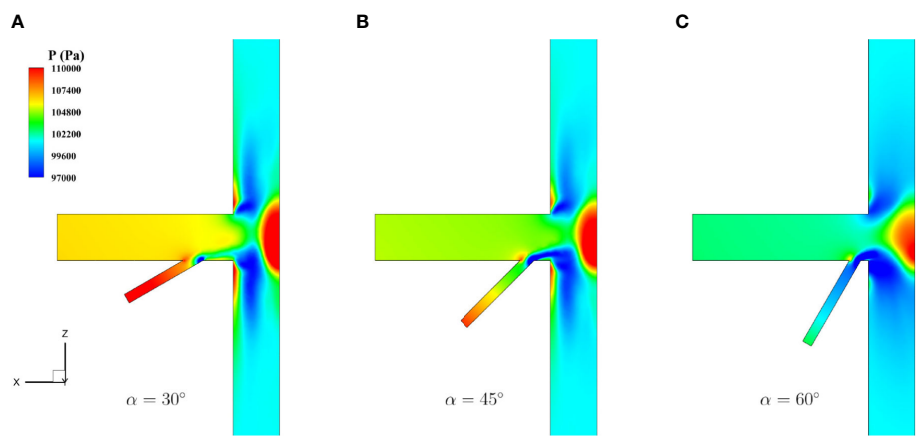 A
B
C
P (Pa)
110000
107400
104800
102200
99600
97000
Z
X
Y
α = 30°
α = 45°
α = 60°